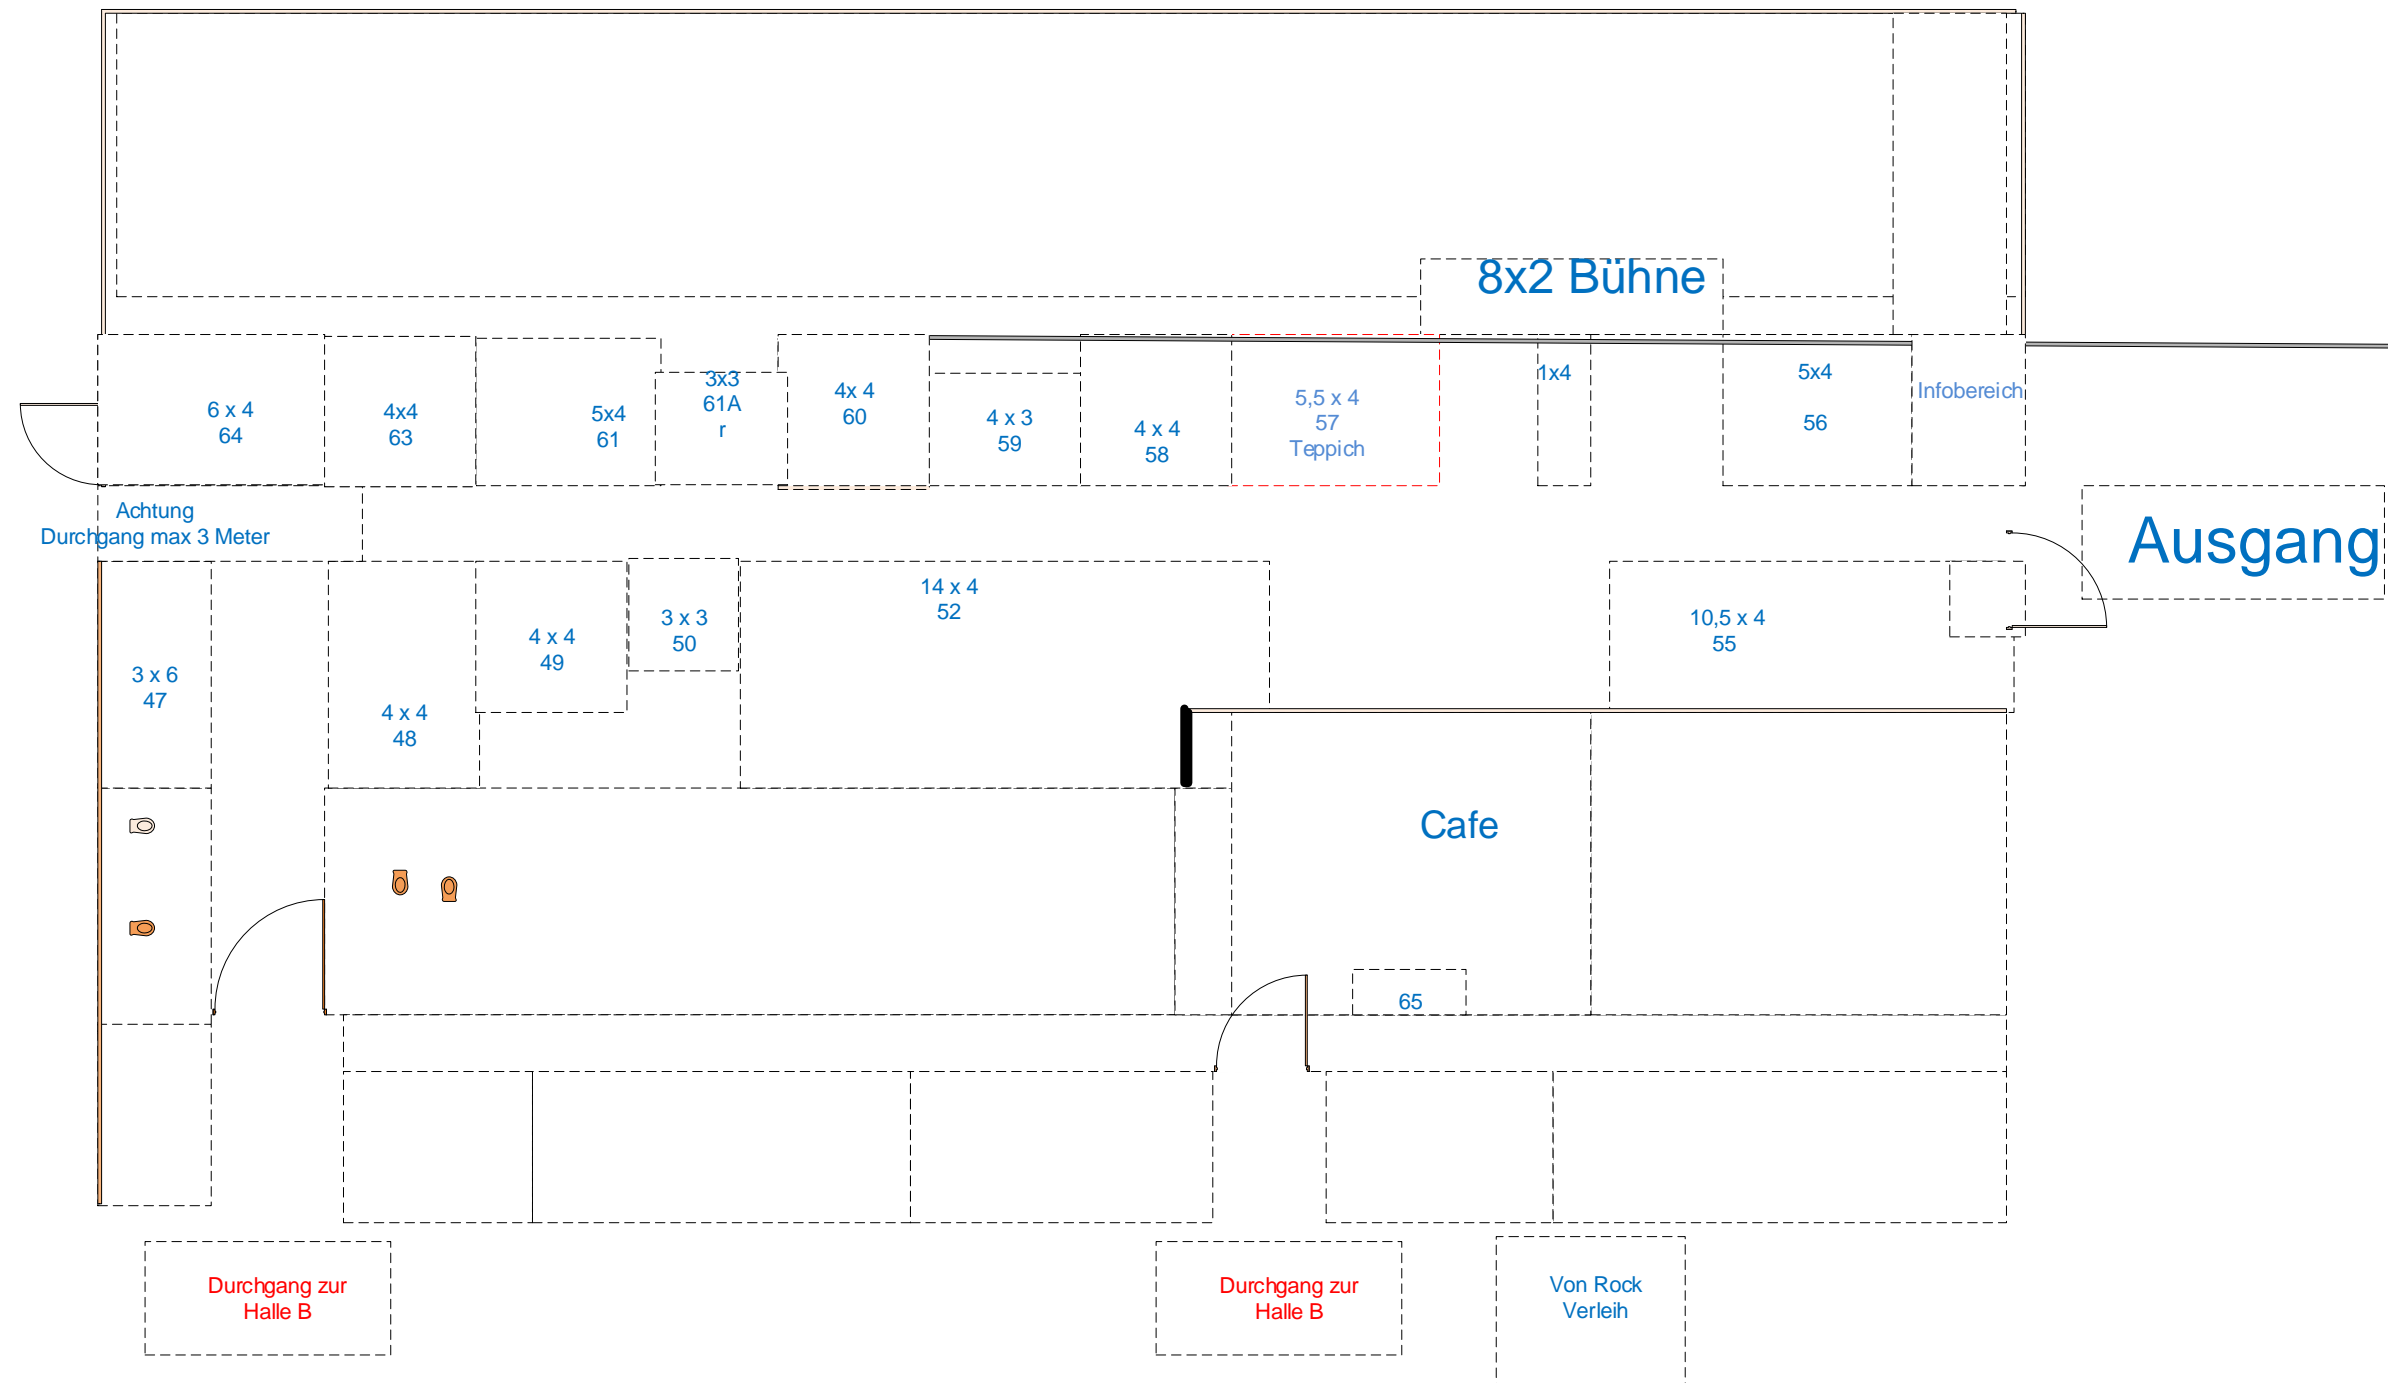 8x2 Bühne
6 x 4
64
4x4
63
5x4
61
3x3
61A
r
4x 4
60
4 x 3
59
4 x 4
58
5,5 x 4
57
Teppich
1x4
5x4
56
Infobereich
Achtung
Durchgang max 3 Meter
Ausgang
3 x 6
47
4 x 4
48
4 x 4
49
3 x 3
50
14 x 4
52
10,5 x 4
55
Cafe
65
Durchgang zur
Halle B
Durchgang zur
Halle B
Von Rock
Verleih